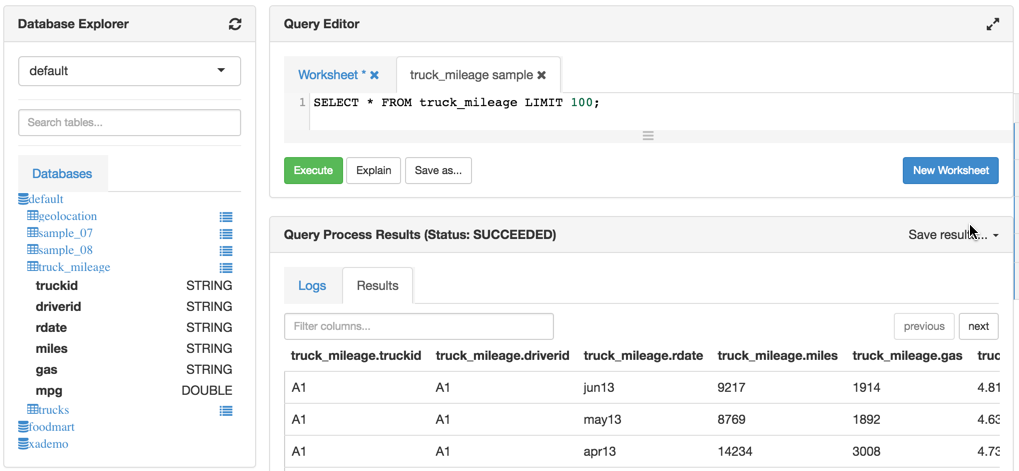 Database Explorer
default
Search tables...
Databases
default
geolocation
sample_07
sample_08
truck_mileage
truckid STRING
driverid STRING
rdate STRING
miles STRING
gas STRING
mpg DOUBLE
trucks
foodmart
xademo
Query Editor
Worksheet * truck_mileage sample
1 SELECT * FROM truck_mileage LIMIT 100;
Execute Explain Save as... New Worksheet
Query Process Results (Status: SUCCEEDED) Save results...
Logs Results
Filter columns... previous next
truck_mileage.truckid truck_mileage.driverid truck_mileage.rdate truck_mileage.miles truck_mileage.gas truc
A1 A1 jun13 9217 1914 4.81
A1 A1 may13 8769 1892 4.63
A1 A1 apr13 14234 3008 4.73